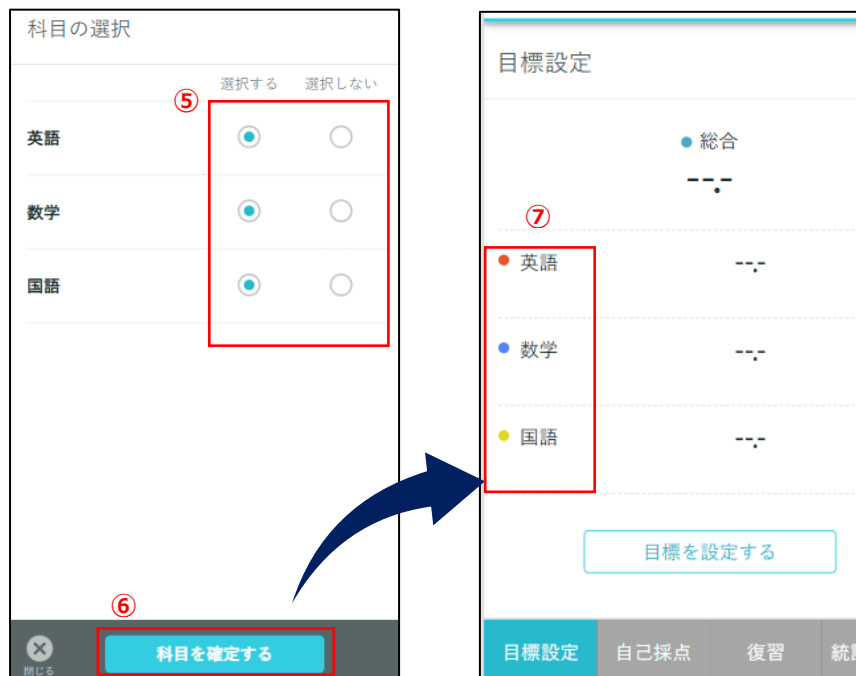 科目の選択
選択する 選択しない
⑤
英語
数学
国語
⑥
閉じる
科目を確定する
目標設定
総合
--.-
⑦
英語 --.-
数学 --.-
国語 --.-
目標を設定する
目標設定 自己採点 復習